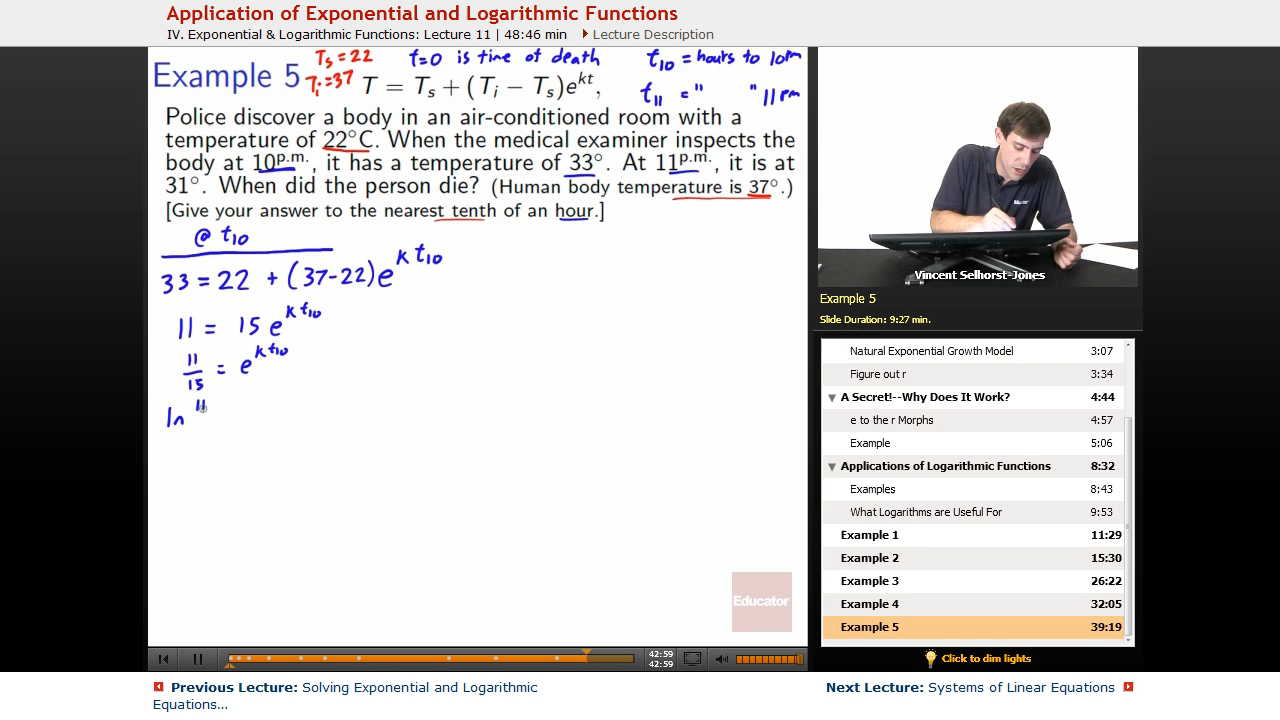 Application of Exponential and Logarithmic Functions
IV. Exponential & Logarithmic Functions: Lecture 11 | 48:46 min
Lecture Description
Ts = 22
t=0 is time of death
t10 = hours to 10pm
Example 5
Ti=37
T = Ts + (Ti − Ts)e^kt,
t11 = " " 11pm
Police discover a body in an air-conditioned room with a
temperature of 22°C. When the medical examiner inspects the
body at 10p.m., it has a temperature of 33°. At 11p.m., it is at
31°. When did the person die? (Human body temperature is 37°.)
[Give your answer to the nearest tenth of an hour.]
@ t10
33 = 22 + (37-22)e^k t10
11 = 15 e^k t10
11/15 = e^k t10
ln 11
Educator
Vincent Selhorst-Jones
Example 5
Slide Duration: 9:27 min.
Natural Exponential Growth Model 3:07
Figure out r 3:34
A Secret!--Why Does It Work? 4:44
e to the r Morphs 4:57
Example 5:06
Applications of Logarithmic Functions 8:32
Examples 8:43
What Logarithms are Useful For 9:53
Example 1 11:29
Example 2 15:30
Example 3 26:22
Example 4 32:05
Example 5 39:19
42:59
42:59
Click to dim lights
Previous Lecture: Solving Exponential and Logarithmic
Equations...
Next Lecture: Systems of Linear Equations